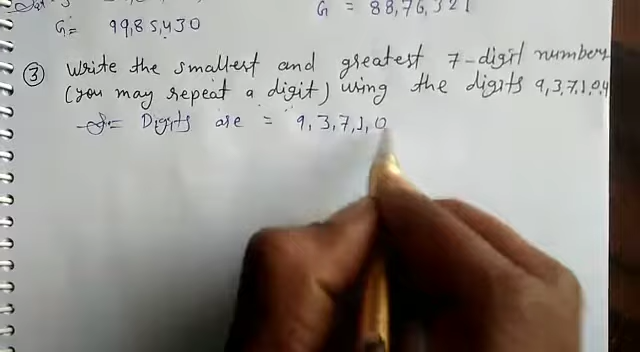 G = 88,76,321
G = 99,85,430
③ Write the smallest and greatest 7-digit numbers
(you may repeat a digit) using the digits 9,3,7,1,0,4
Digits are = 9,3,7,1,0